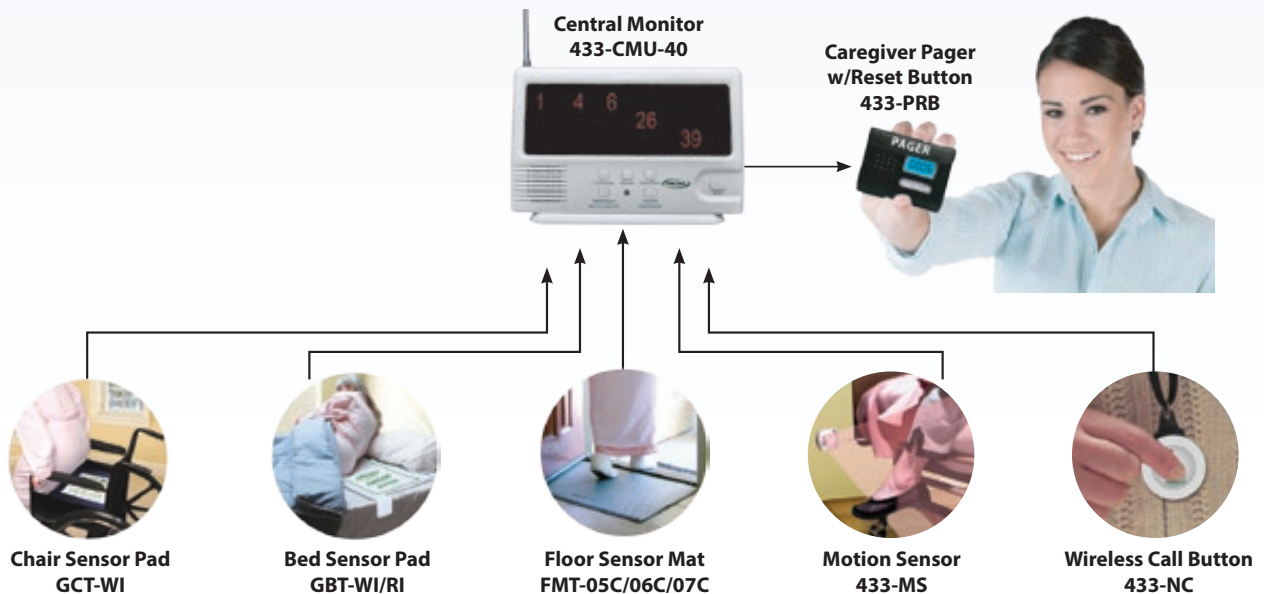 Central Monitor
433-CMU-40
Caregiver Pager
w/Reset Button
433-PRB
1 4 6
26
39
PAGER
Chair Sensor Pad
GCT-WI
Bed Sensor Pad
GBT-WI/RI
Floor Sensor Mat
FMT-05C/06C/07C
Motion Sensor
433-MS
Wireless Call Button
433-NC